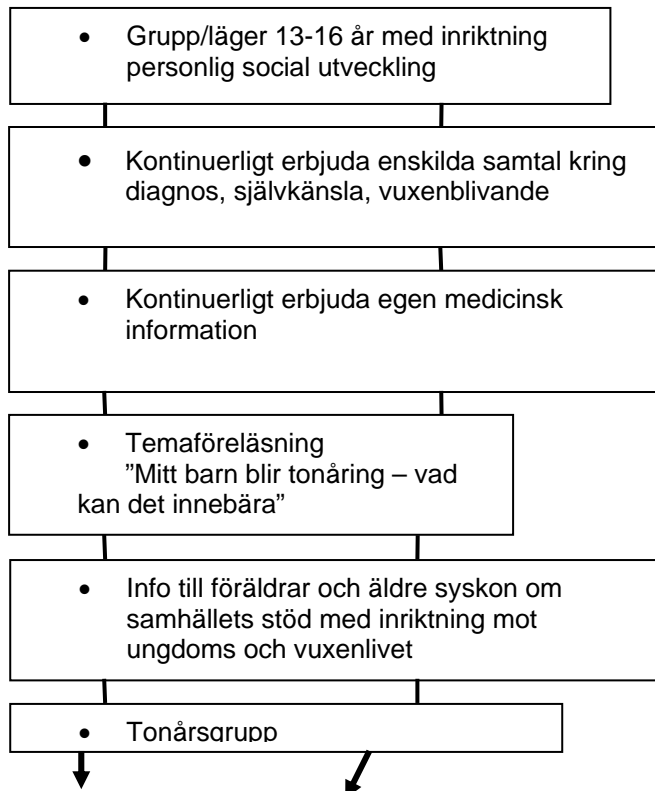 • Grupp/läger 13-16 år med inriktning
personlig social utveckling
• Kontinuerligt erbjuda enskilda samtal kring
diagnos, självkänsla, vuxenblivande
• Kontinuerligt erbjuda egen medicinsk
information
• Temaföreläsning
”Mitt barn blir tonåring – vad
kan det innebära”
• Info till föräldrar och äldre syskon om
samhällets stöd med inriktning mot
ungdoms och vuxenlivet
• Tonårsgrupp